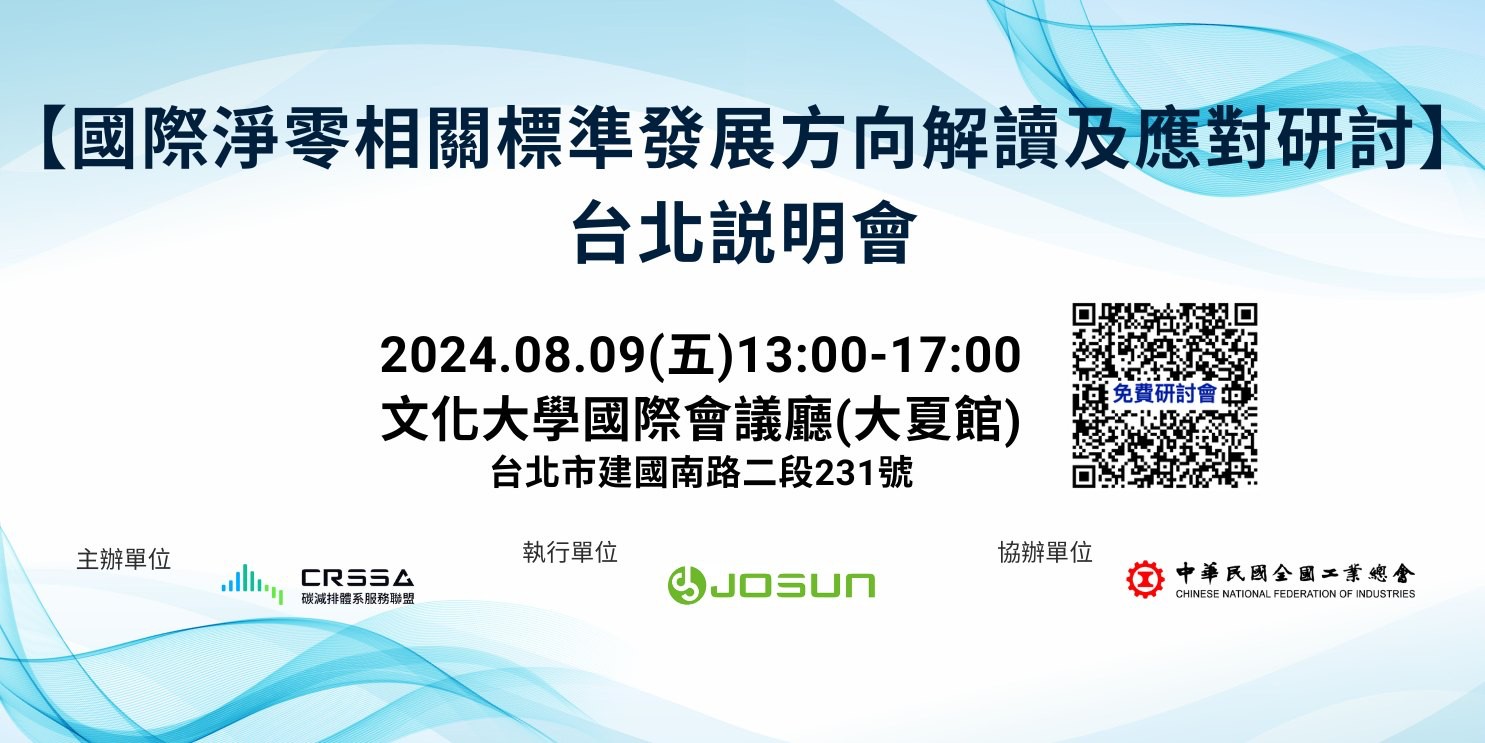 【國際淨零相關標準發展方向解讀及應對研討】
台北説明會
2024.08.09(五)13:00-17:00
文化大學國際會議廳(大夏館)
台北市建國南路二段231號
免費研討會
主辦單位
CRSSA
碳減排體系服務聯盟
執行單位
JOSUN
協辦單位
中華民國全國工業總會
CHINESE NATIONAL FEDERATION OF INDUSTRIES